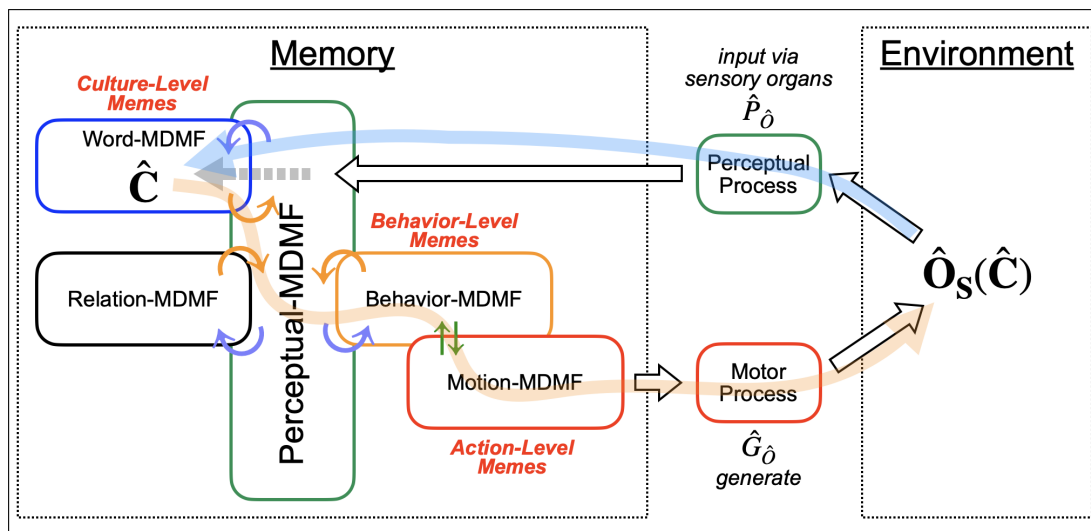 Memory
input via
sensory organs
P̂_Ô
Environment
Culture-Level
Memes
Word-MDMF
Ĉ
Perceptual
Process
Perceptual-MDMF
Behavior-Level
Memes
Relation-MDMF
Behavior-MDMF
Ô_S(Ĉ)
Motion-MDMF
Motor
Process
Action-Level
Memes
Ĝ_Ô
generate